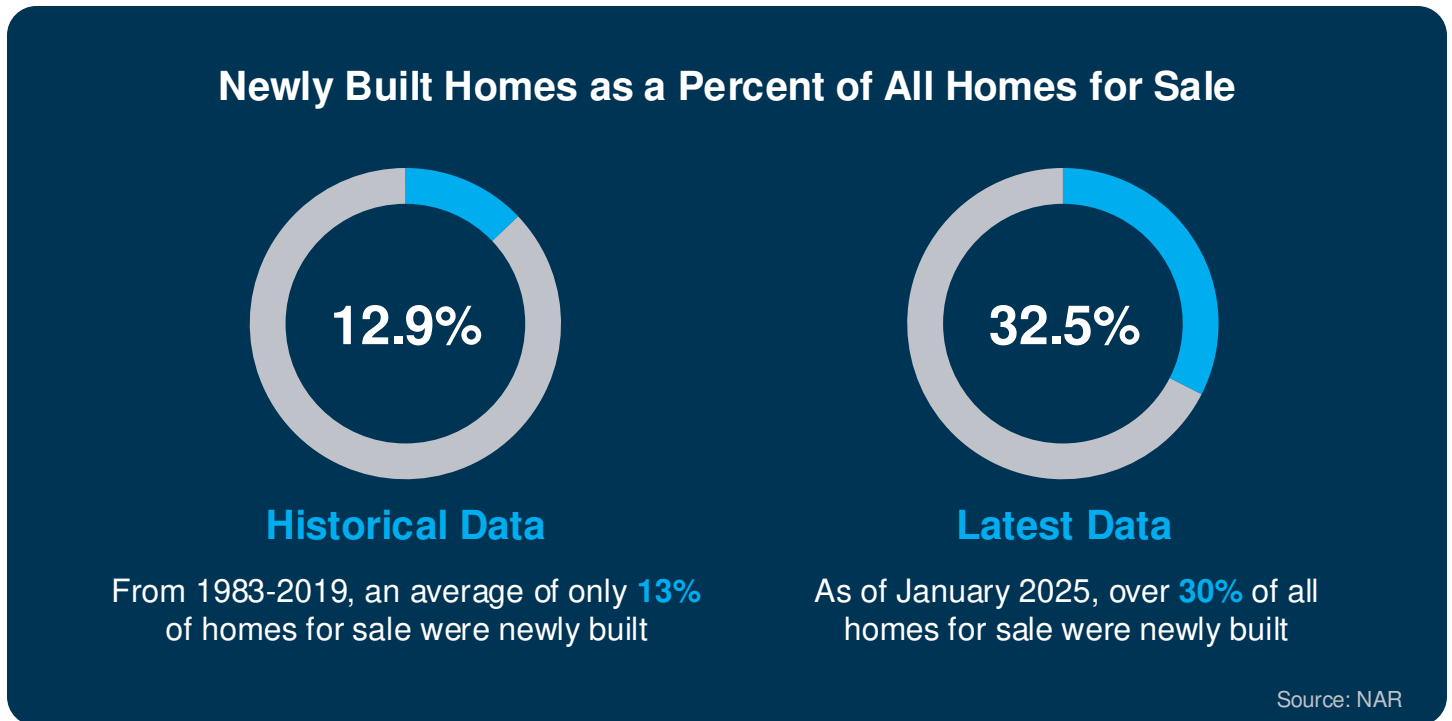 Newly Built Homes as a Percent of All Homes for Sale
12.9%
Historical Data
From 1983-2019, an average of only 13%
of homes for sale were newly built
32.5%
Latest Data
As of January 2025, over 30% of all
homes for sale were newly built
Source: NAR